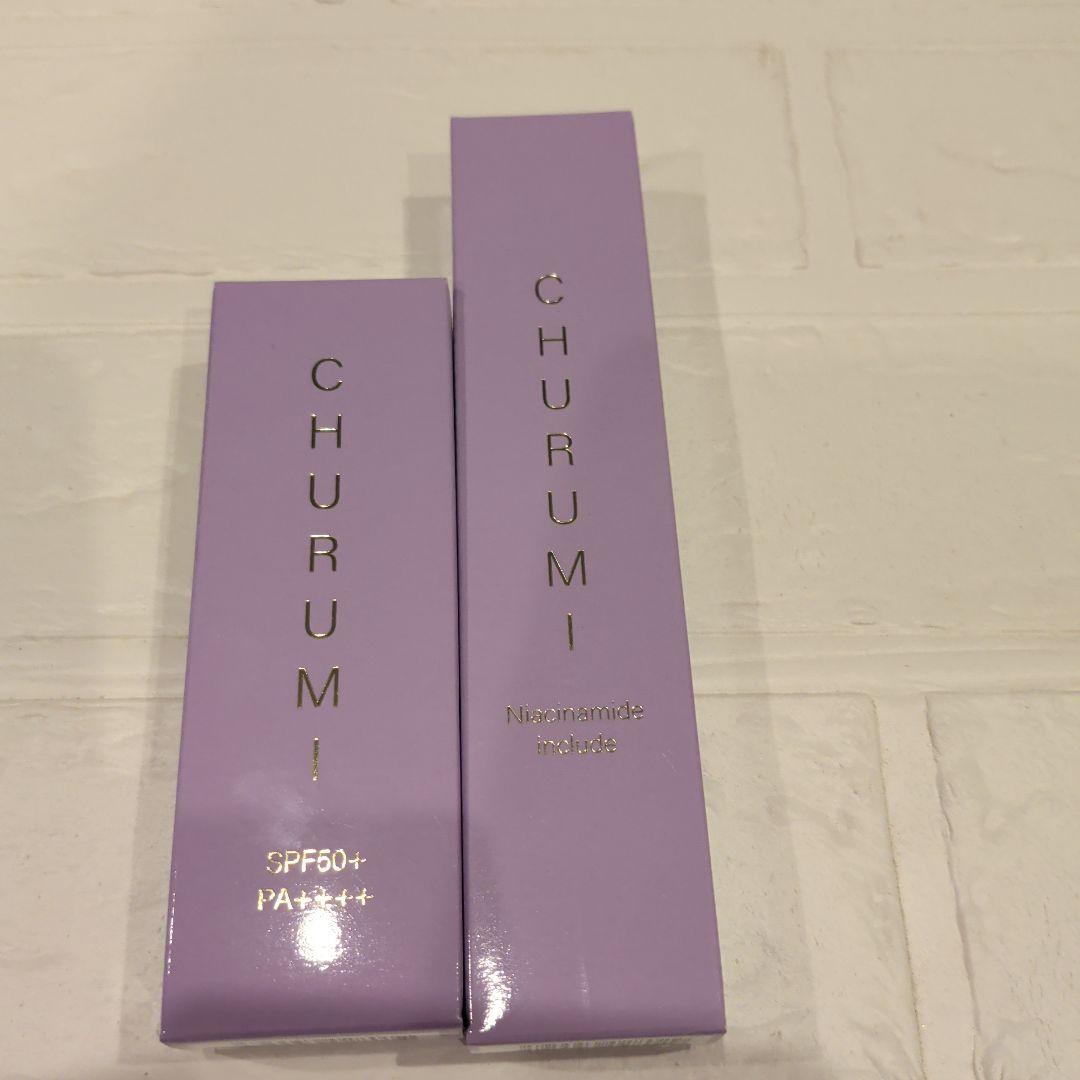 CHURUMI
SPF50+
PA++++
CHURUMI
Niacinamide
include